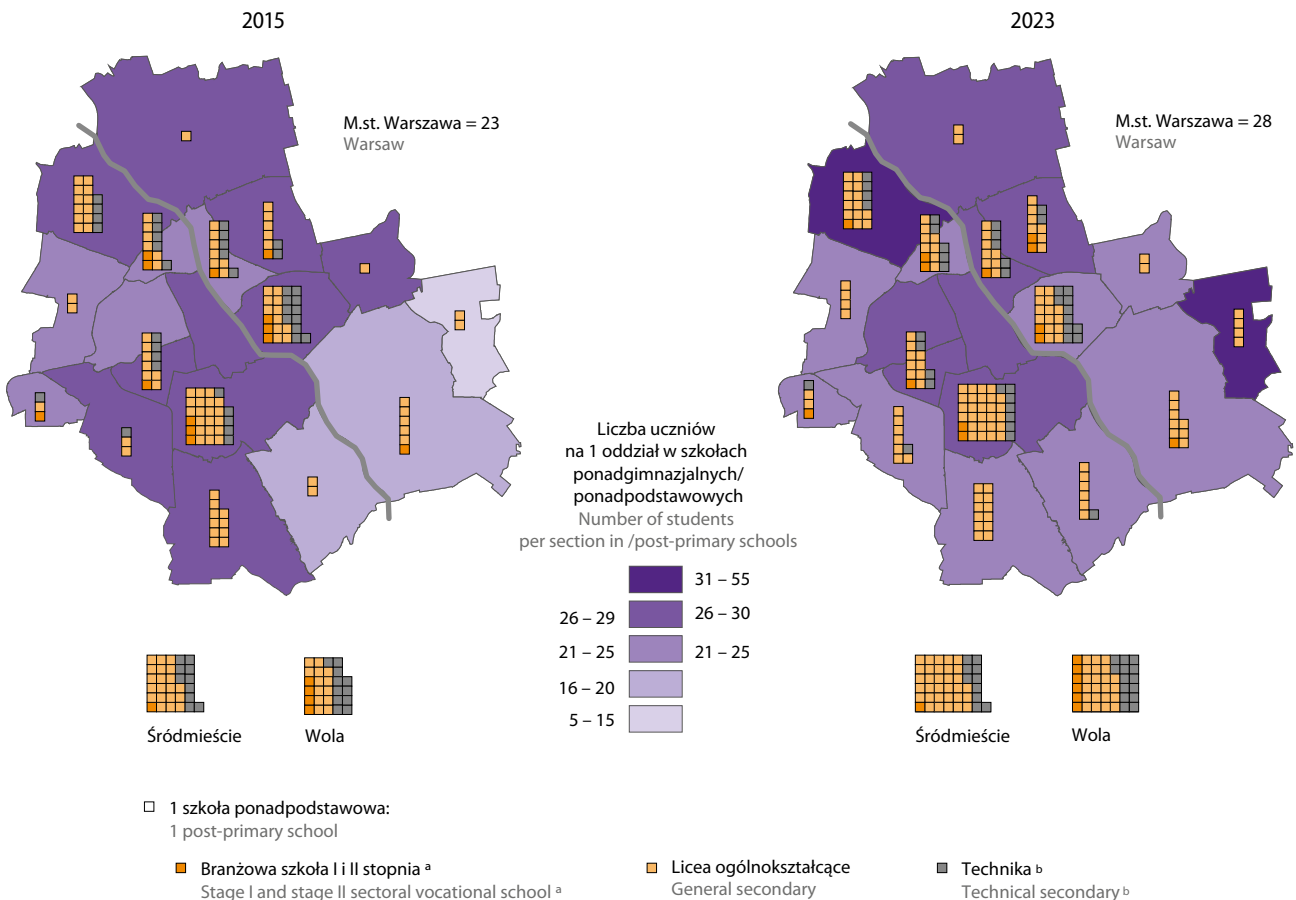 2015
2023
M.st. Warszawa = 23
Warsaw
M.st. Warszawa = 28
Warsaw
Liczba uczniów
na 1 oddział w szkołach
ponadgimnazjalnych/
ponadpodstawowych
Number of students
per section in /post-primary schools
31 – 55
26 – 29
26 – 30
21 – 25
21 – 25
16 – 20
5 – 15
Śródmieście
Wola
Śródmieście
Wola
1 szkoła ponadpodstawowa:
1 post-primary school
Branżowa szkoła I i II stopnia a
Stage I and stage II sectoral vocational school a
Licea ogólnokształcące
General secondary
Technika b
Technical secondary b